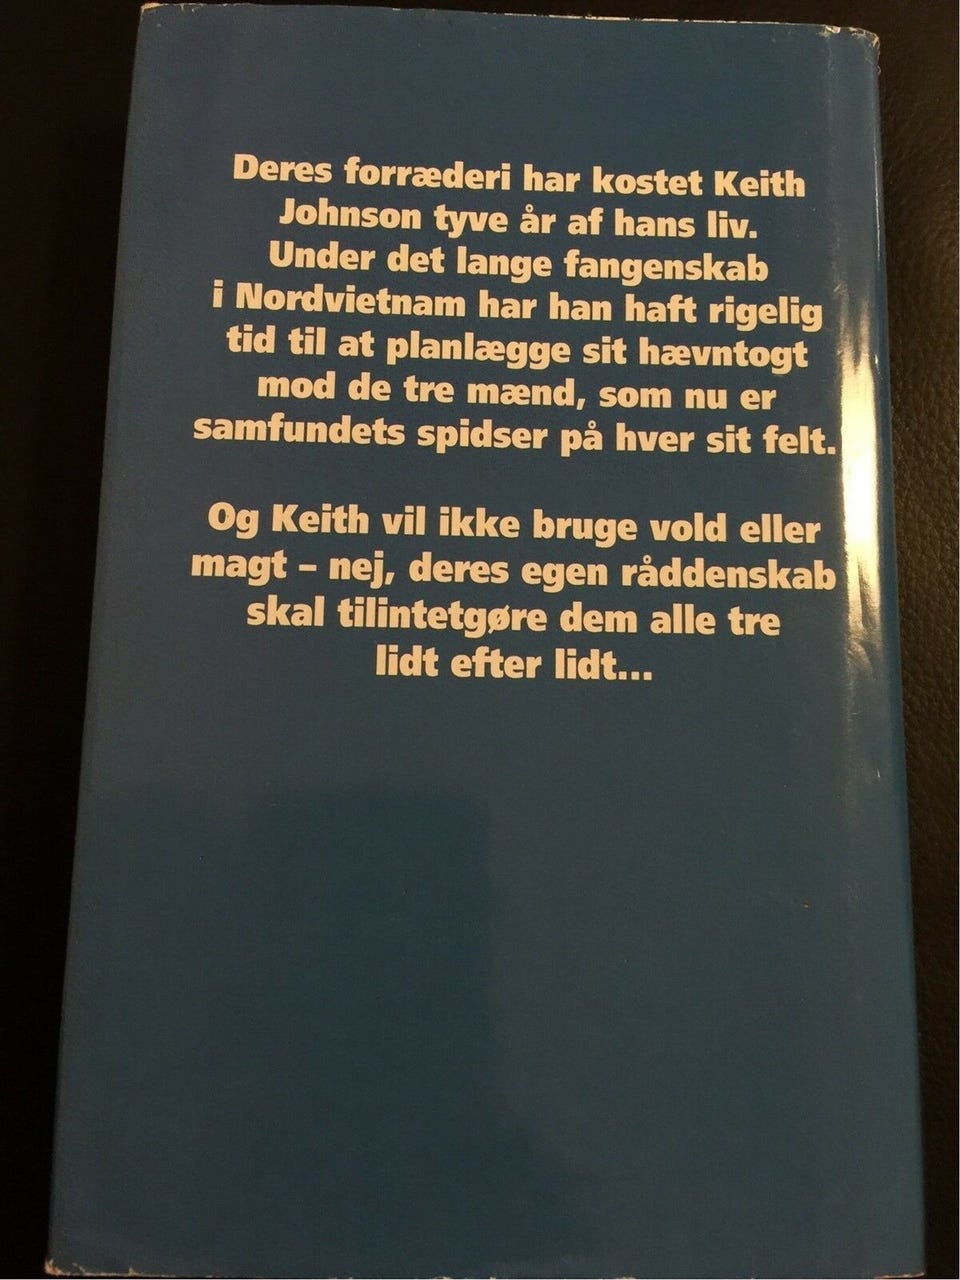 Deres forræderi har kostet Keith
Johnson tyve år af hans liv.
Under det lange fangenskab
i Nordvietnam har han haft rigelig
tid til at planlægge sit hævntogt
mod de tre mænd, som nu er
samfundets spidser på hver sit felt.
Og Keith vil ikke bruge vold eller
magt – nej, deres egen råddenskab
skal tilintetgøre dem alle tre
lidt efter lidt...